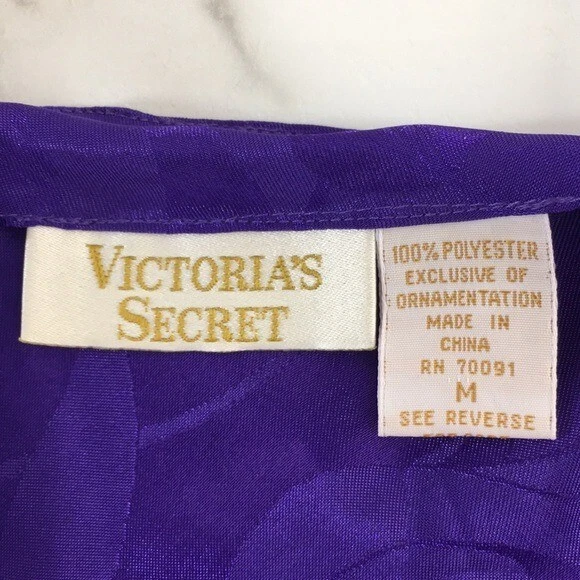 VICTORIA'S
SECRET
100% POLYESTER
EXCLUSIVE OF
ORNAMENTATION
MADE IN
CHINA
RN 70091
M
SEE REVERSE